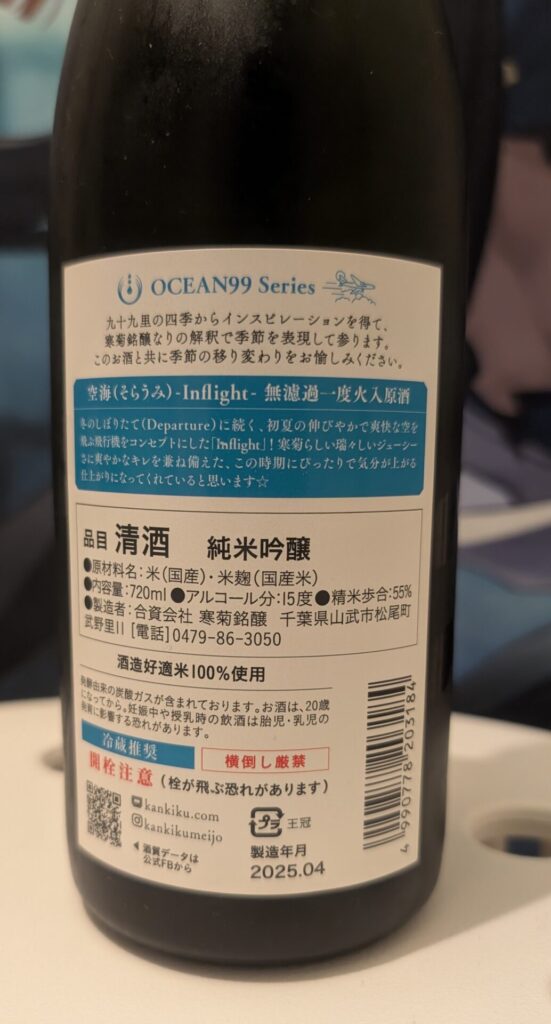 OCEAN99 Series
九十九里の四季からインスピレーションを得て、
寒菊銘醸なりの解釈で季節を表現して参ります。
このお酒と共に季節の移り変わりをお愉しみください。
空海(そらうみ)-Inflight- 無濾過一度火入原酒
冬のしぼりたて(Departure)に続く、初夏の伸びやかで爽快な空を
飛ぶ飛行機をコンセプトにした「Inflight」!寒菊らしい瑞々しいジューシー
さに爽やかなキレを兼ね備えた、この時期にぴったりで気分が上がる
仕上がりになってくれていると思います☆
品目 清酒 純米吟醸
●原材料名:米(国産)・米麹(国産米)
●内容量:720ml ●アルコール分:15度 ●精米歩合:55%
●製造者:合資会社 寒菊銘醸 千葉県山武市松尾町
武野里11 [電話]0479-86-3050
酒造好適米100%使用
発酵由来の炭酸ガスが含まれております。お酒は、20歳
になってから。妊娠中や授乳時の飲酒は胎児・乳児の
発育に影響する恐れがあります。
冷蔵推奨 横倒し厳禁
開栓注意 (栓が飛ぶ恐れがあります)
kankiku.com
kankikumeijo
プラ 王冠
◀酒質データは
公式FBから
製造年月
2025.04
4 990778 203184